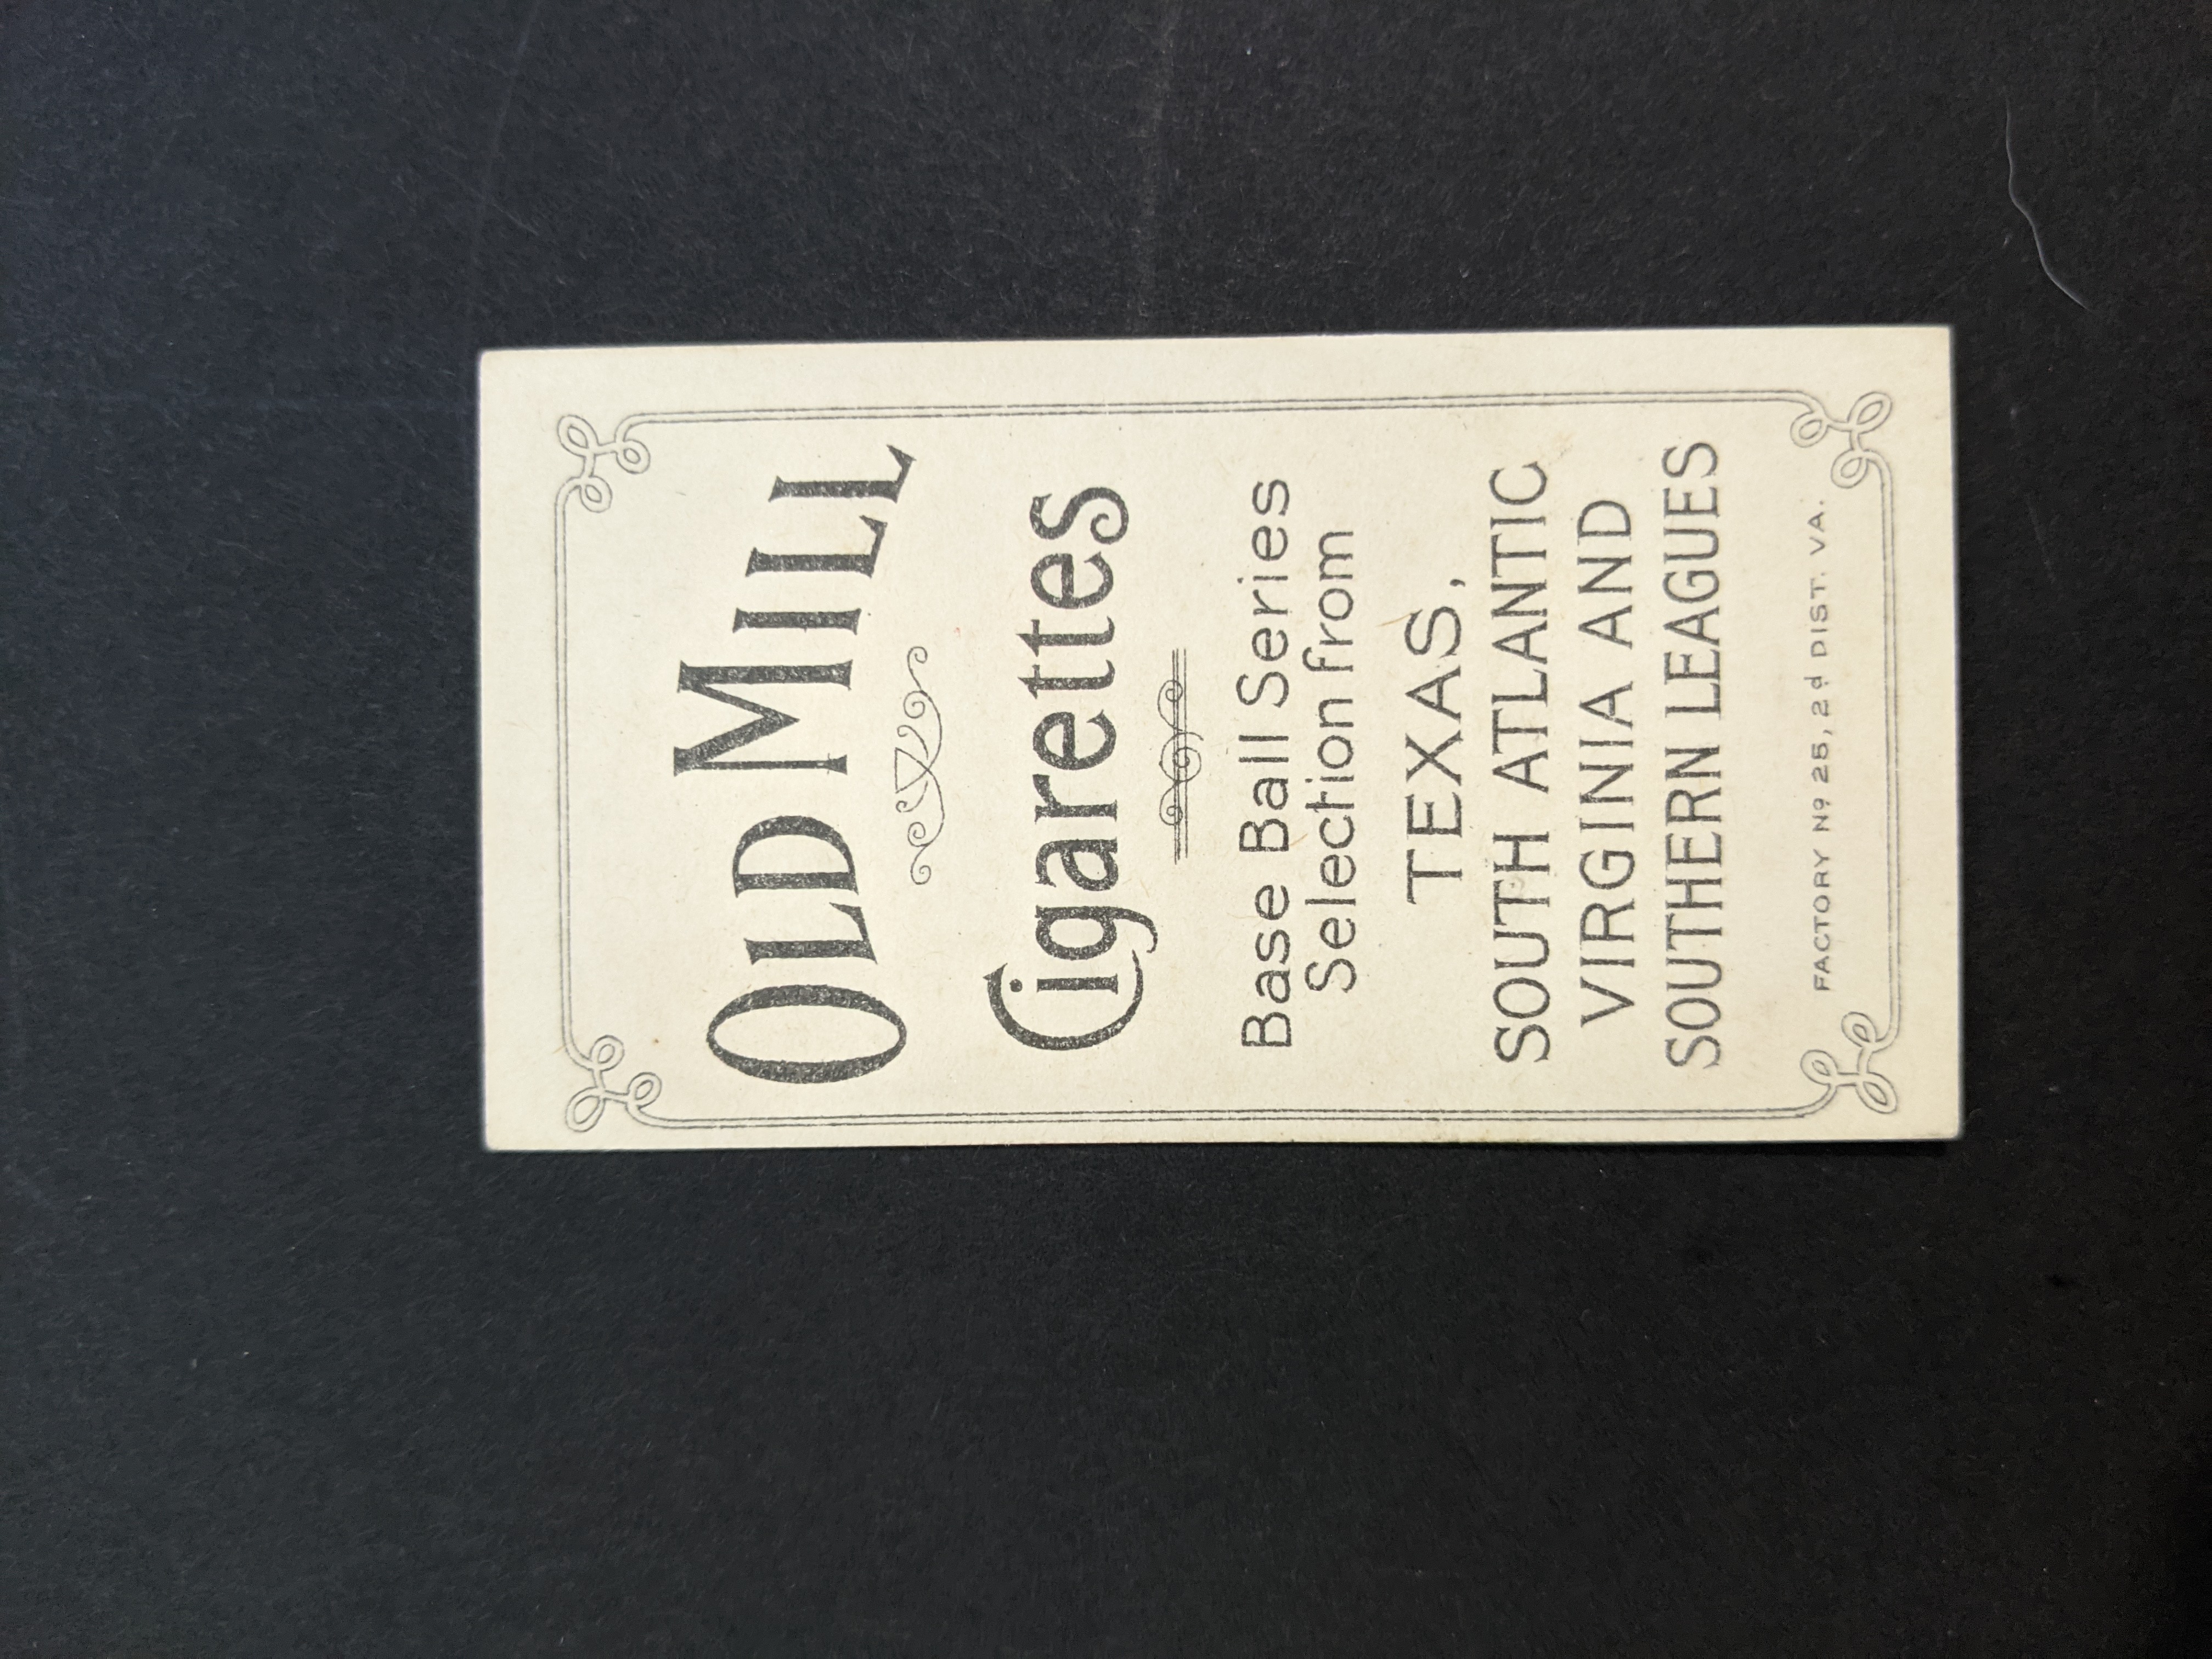 OLD MILL
Cigarettes
Base Ball Series
Selection from
TEXAS,
SOUTH ATLANTIC
VIRGINIA AND
SOUTHERN LEAGUES
FACTORY Nº 25, 2d DIST. VA.